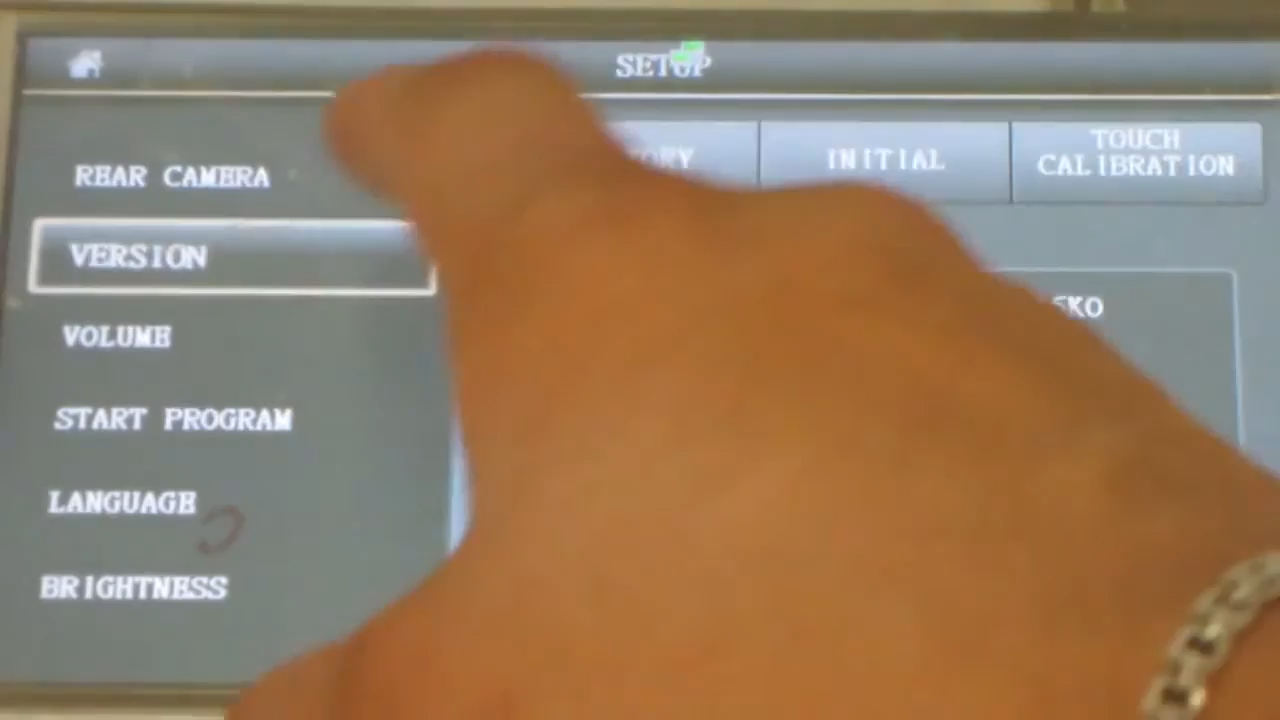 SETUP
REAR CAMERA
INITIAL
TOUCH
CALIBRATION
VERSION
VOLUME
START PROGRAM
LANGUAGE
BRIGHTNESS